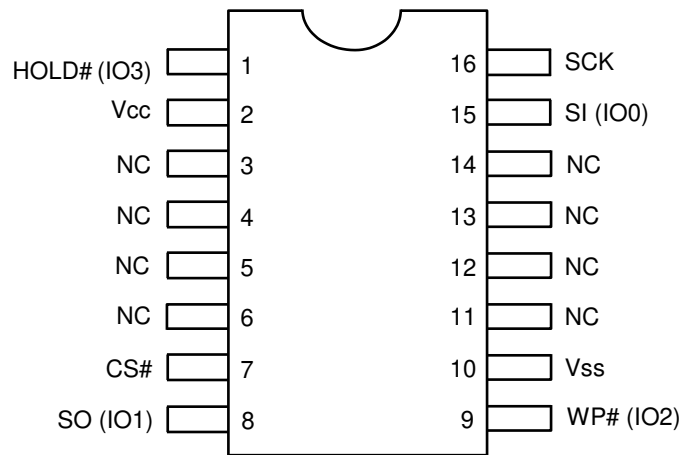 HOLD# (IO3) 1 16 SCK
Vcc 2 15 SI (IO0)
NC 3 14 NC
NC 4 13 NC
NC 5 12 NC
NC 6 11 NC
CS# 7 10 Vss
SO (IO1) 8 9 WP# (IO2)